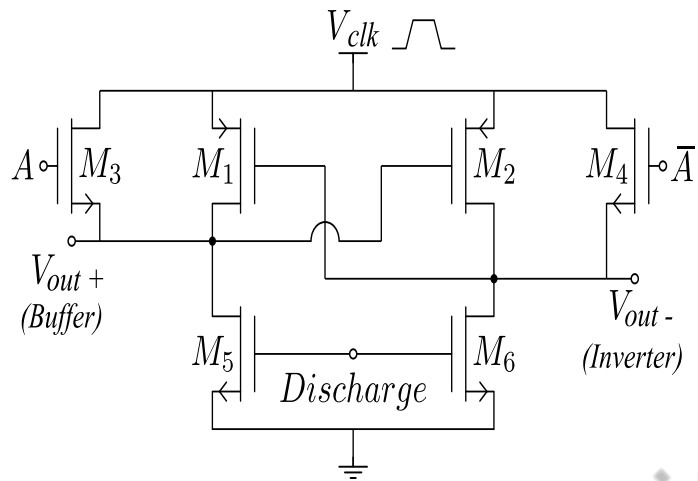 V_clk
A
M_3
M_1
M_2
M_4
A̅
V_out +
(Buffer)
V_out -
(Inverter)
M_5
M_6
Discharge